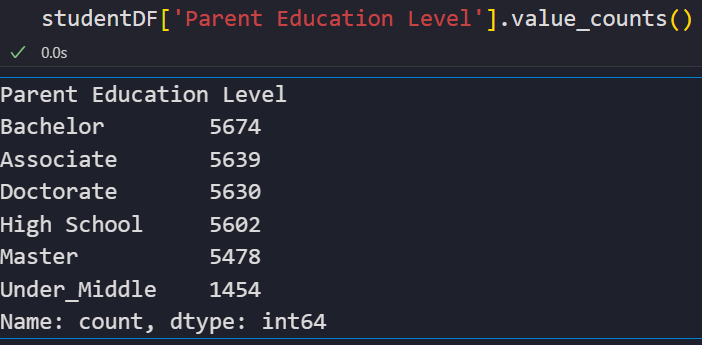 studentDF['Parent Education Level'].value_counts()
✓ 0.0s
Parent Education Level
Bachelor 5674
Associate 5639
Doctorate 5630
High School 5602
Master 5478
Under_Middle 1454
Name: count, dtype: int64